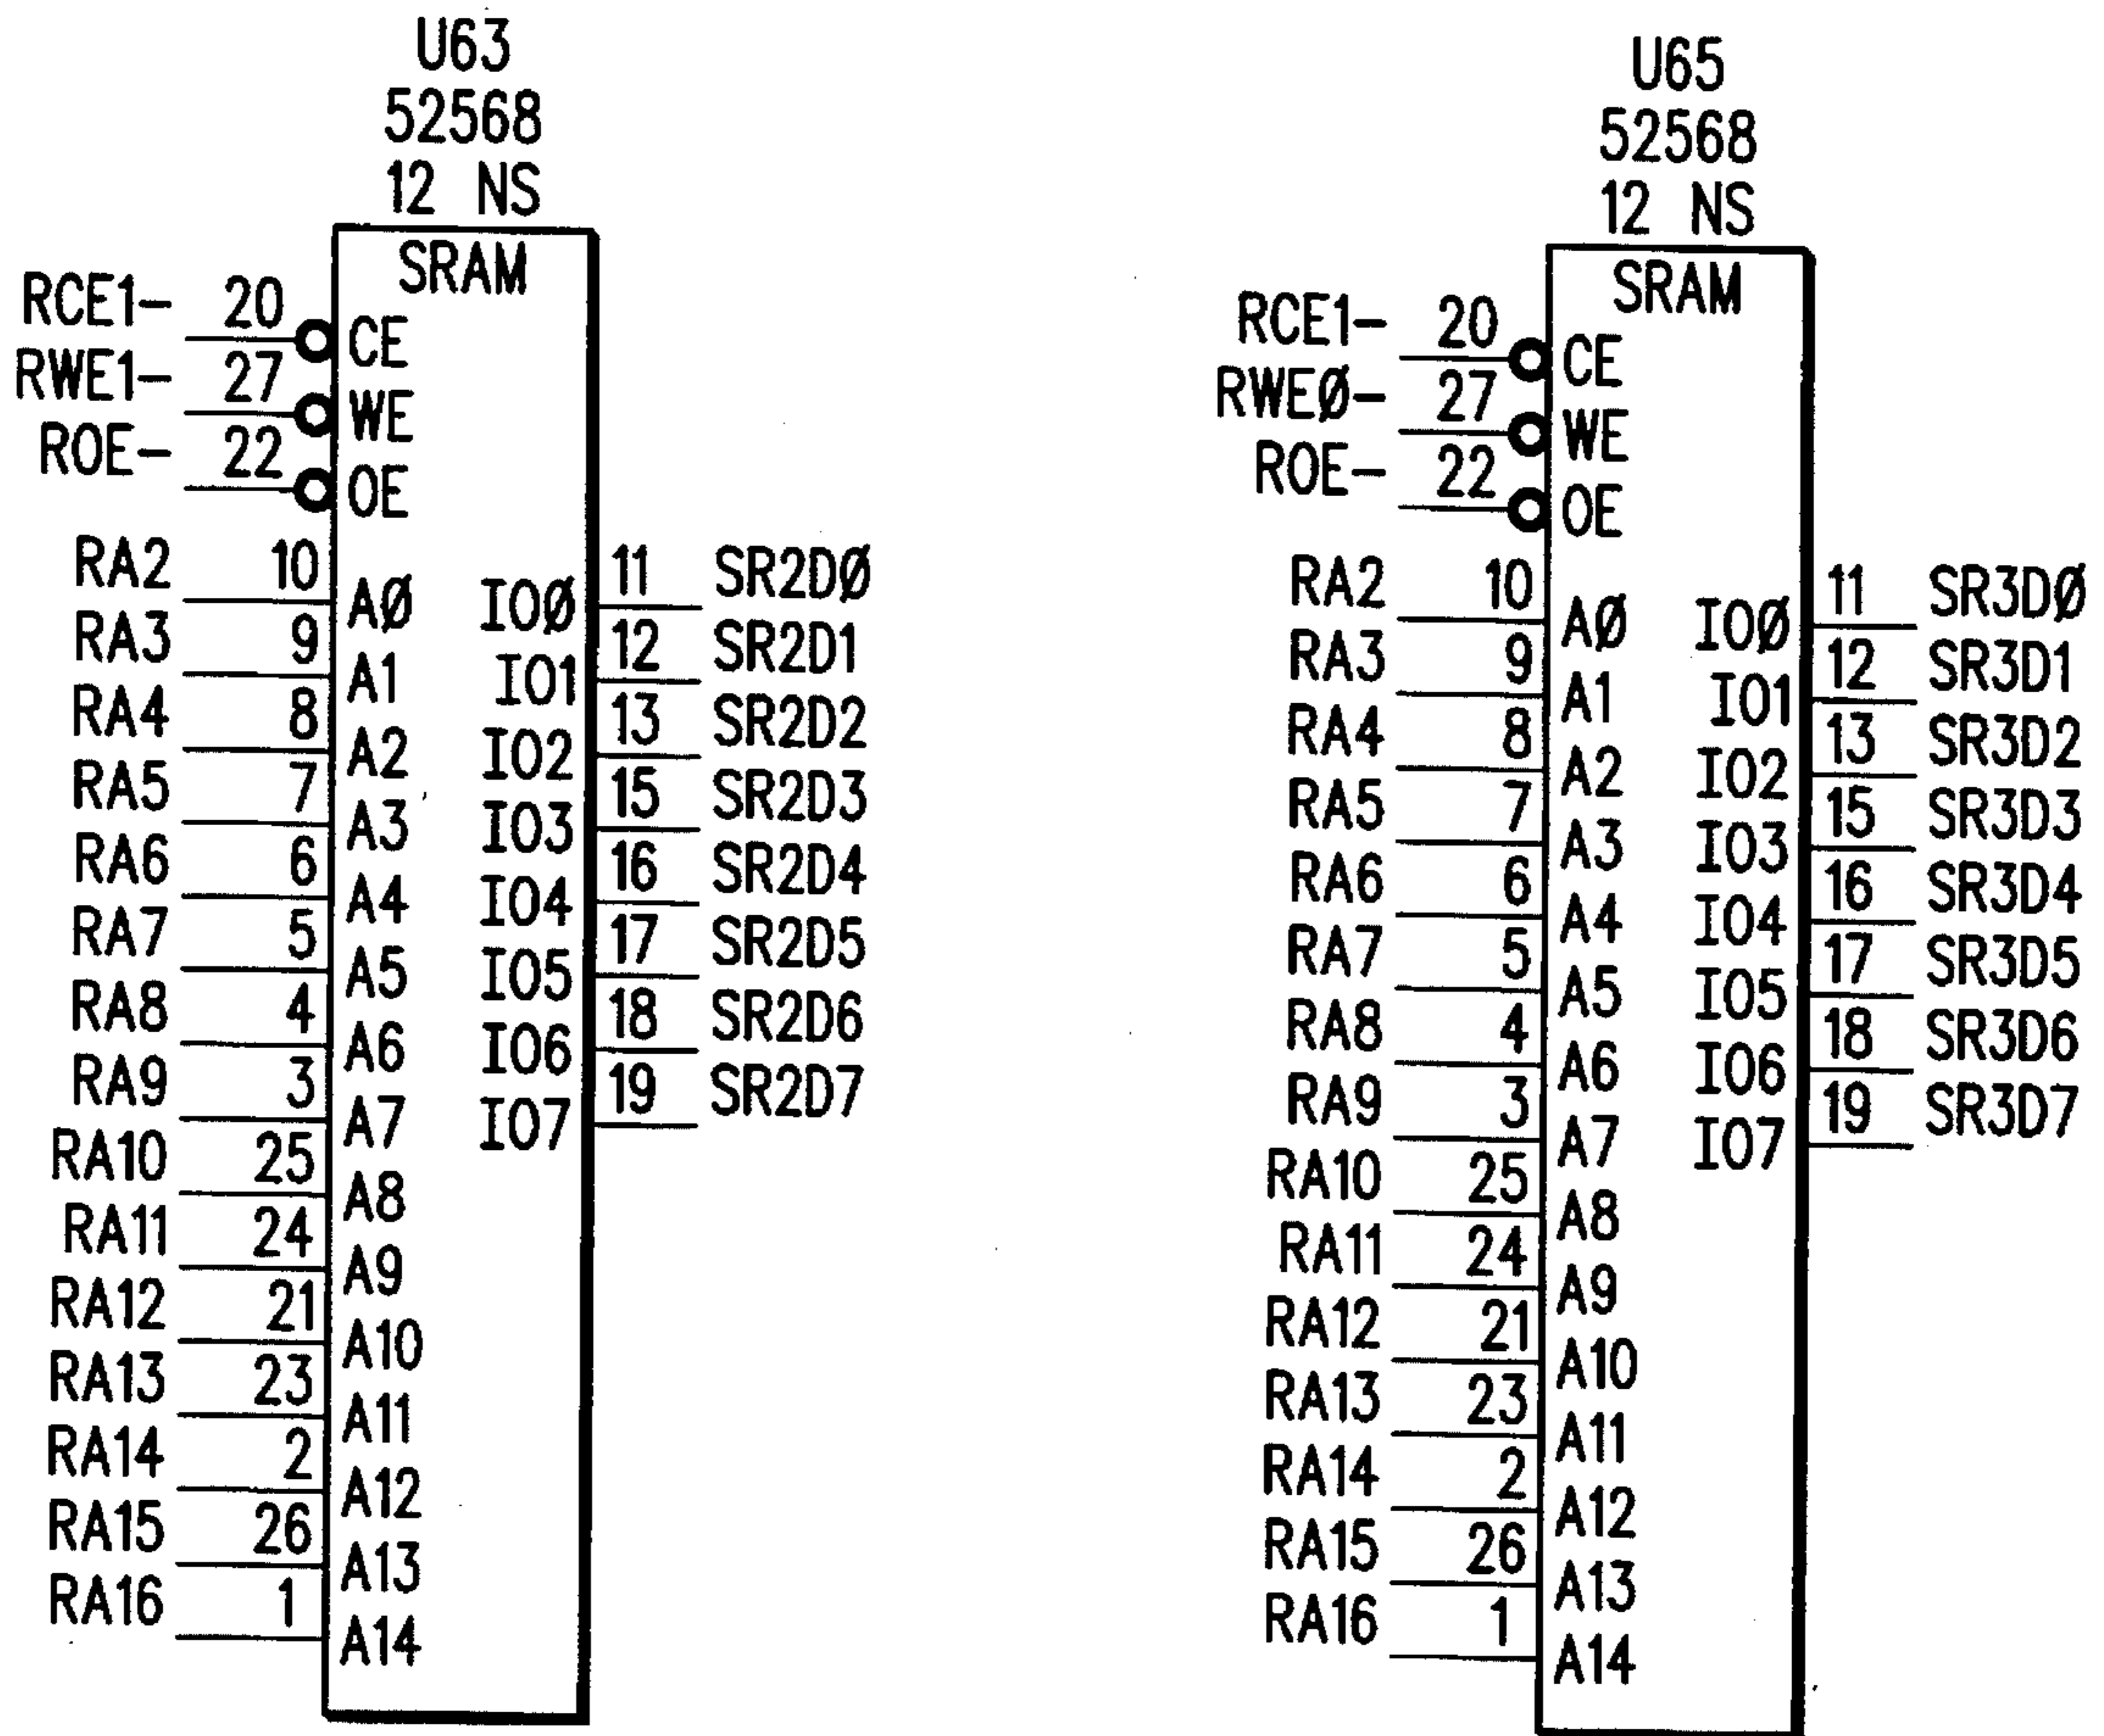 U63
52568
12 NS
SRAM
RCE1- 20 CE
RWE1- 27 WE
ROE- 22 OE
RA2 10 AØ IOØ 11 SR2DØ
RA3 9 A1 IO1 12 SR2D1
RA4 8 A2 IO2 13 SR2D2
RA5 7 A3 IO3 15 SR2D3
RA6 6 A4 IO4 16 SR2D4
RA7 5 A5 IO5 17 SR2D5
RA8 4 A6 IO6 18 SR2D6
RA9 3 A7 IO7 19 SR2D7
RA10 25 A8
RA11 24 A9
RA12 21 A10
RA13 23 A11
RA14 2 A12
RA15 26 A13
RA16 1 A14
U65
52568
12 NS
SRAM
RCE1- 20 CE
RWEØ- 27 WE
ROE- 22 OE
RA2 10 AØ IOØ 11 SR3DØ
RA3 9 A1 IO1 12 SR3D1
RA4 8 A2 IO2 13 SR3D2
RA5 7 A3 IO3 15 SR3D3
RA6 6 A4 IO4 16 SR3D4
RA7 5 A5 IO5 17 SR3D5
RA8 4 A6 IO6 18 SR3D6
RA9 3 A7 IO7 19 SR3D7
RA10 25 A8
RA11 24 A9
RA12 21 A10
RA13 23 A11
RA14 2 A12
RA15 26 A13
RA16 1 A14